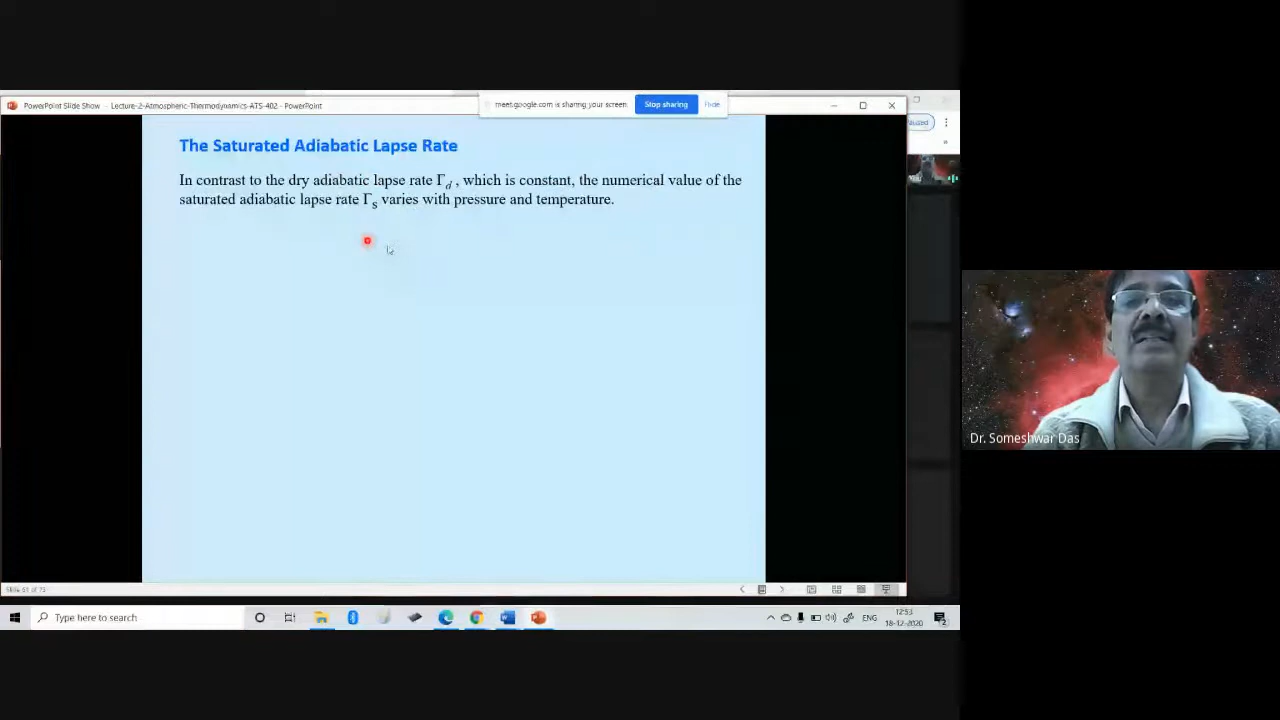 PowerPoint Slide Show - Lecture-2-Atmospheric-Thermodynamics-ATS-402 - PowerPoint
meet.google.com is sharing your screen.
Stop sharing
Hide
The Saturated Adiabatic Lapse Rate
In contrast to the dry adiabatic lapse rate Γd , which is constant, the numerical value of the
saturated adiabatic lapse rate Γs varies with pressure and temperature.
Dr. Someshwar Das
Type here to search
ENG
12:53
18-12-2020